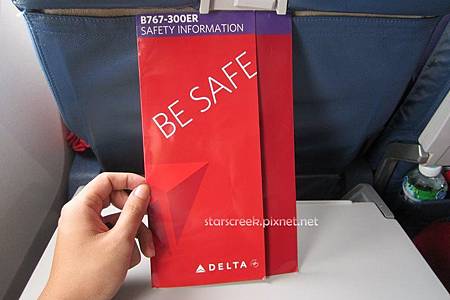 B767-300ER
SAFETY INFORMATION
BE SAFE
starscreek.pixnet.net
DELTA